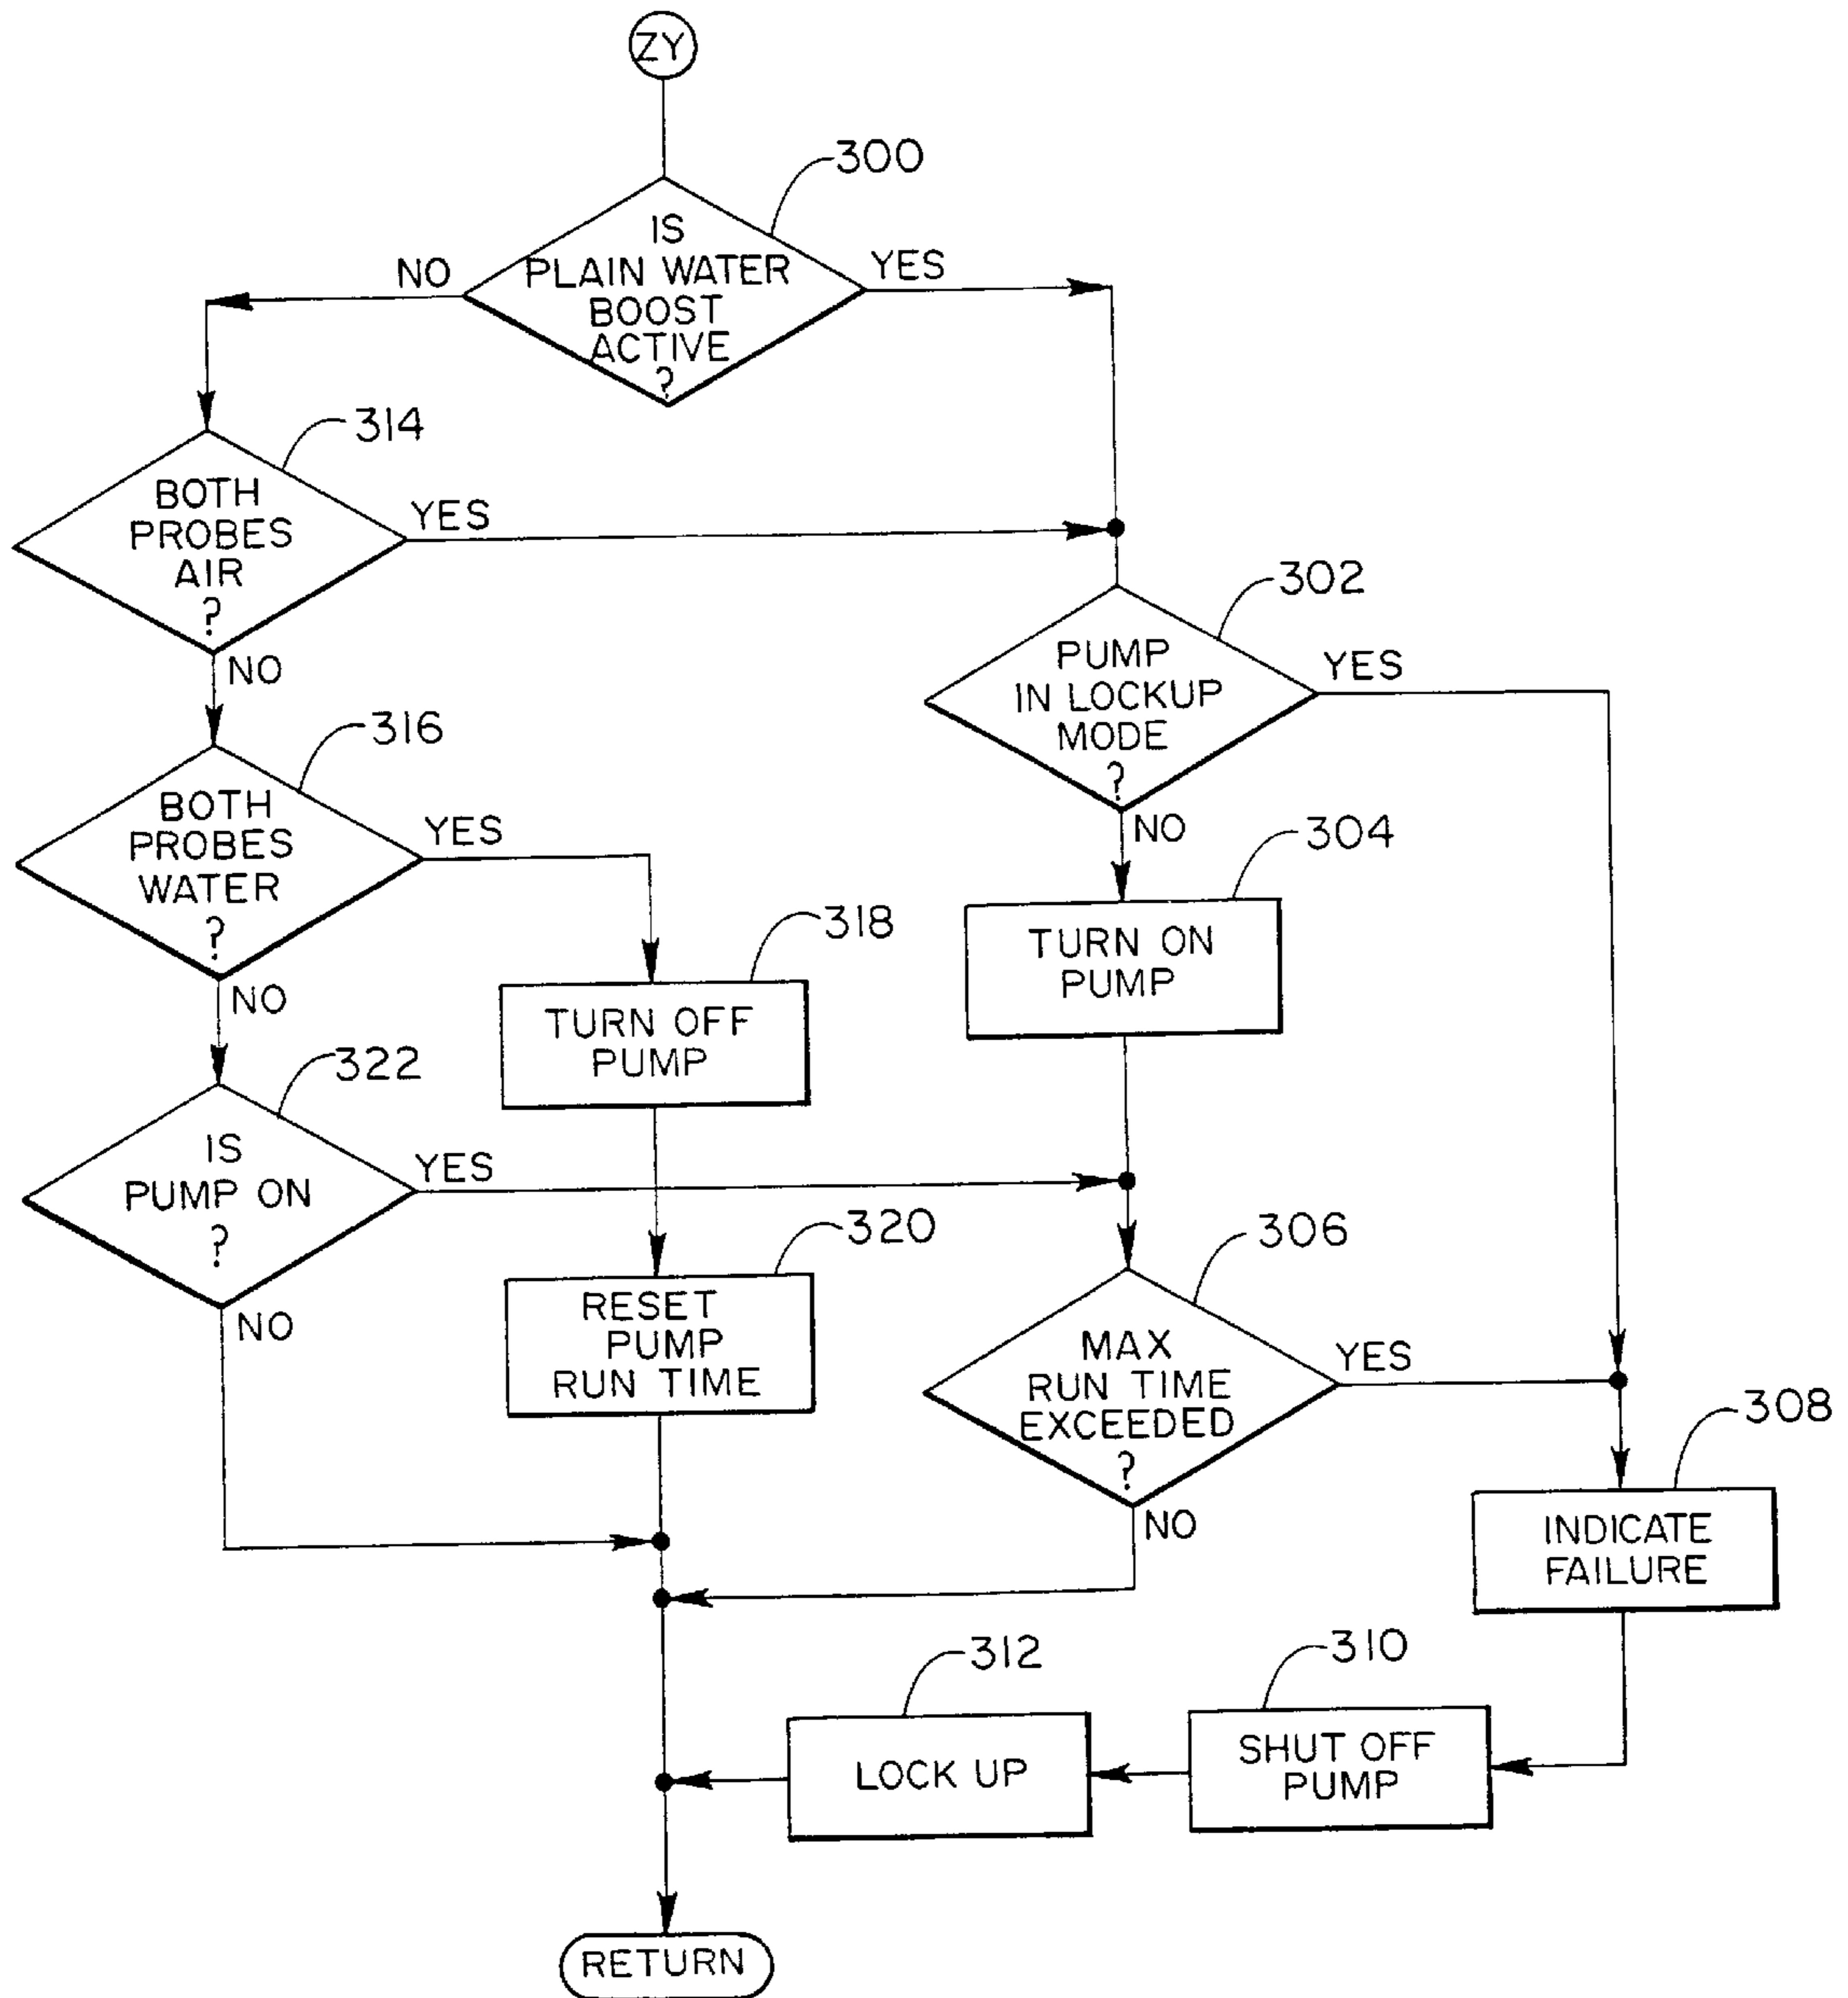 ZY
300
IS
PLAIN WATER
BOOST
ACTIVE
?
NO
YES
314
BOTH
PROBES
AIR
?
YES
NO
302
PUMP
IN LOCKUP
MODE
?
YES
NO
316
BOTH
PROBES
WATER
?
YES
NO
304
TURN ON
PUMP
318
TURN OFF
PUMP
322
IS
PUMP ON
?
YES
NO
320
RESET
PUMP
RUN TIME
306
MAX
RUN TIME
EXCEEDED
?
YES
NO
308
INDICATE
FAILURE
310
SHUT OFF
PUMP
312
LOCK UP
RETURN